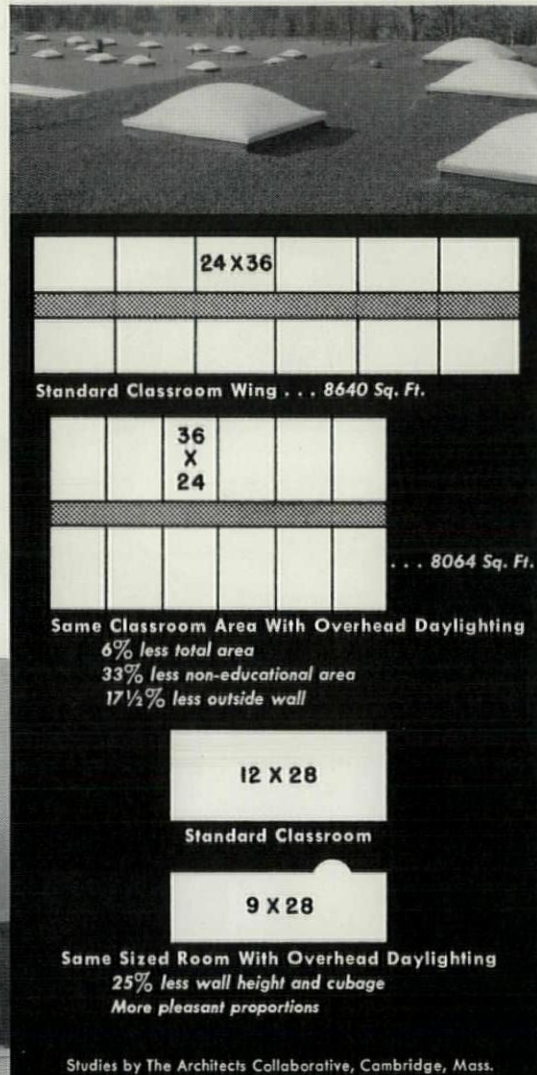 24 X 36
Standard Classroom Wing . . . 8640 Sq. Ft.
36
X
24
. . . 8064 Sq. Ft.
Same Classroom Area With Overhead Daylighting
6% less total area
33% less non-educational area
17½% less outside wall
12 X 28
Standard Classroom
9 X 28
Same Sized Room With Overhead Daylighting
25% less wall height and cubage
More pleasant proportions
Studies by The Architects Collaborative, Cambridge, Mass.